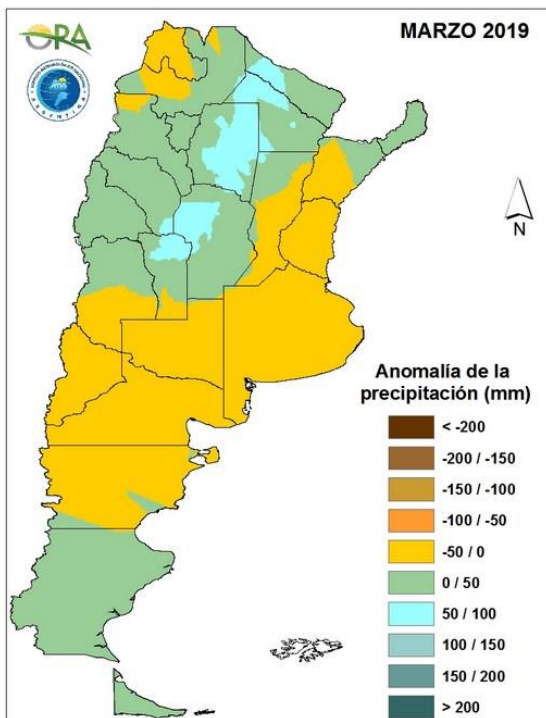 ORA
MARZO 2019
N
Anomalía de la
precipitación (mm)
< -200
-200 / -150
-150 / -100
-100 / -50
-50 / 0
0 / 50
50 / 100
100 / 150
150 / 200
> 200